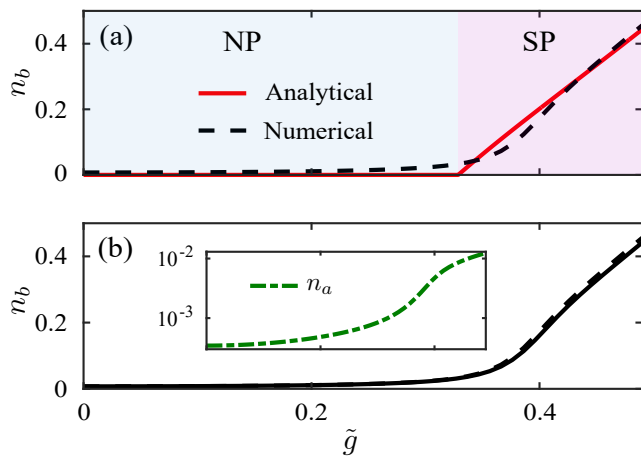 (a) NP SP
0.4
n_b
0.2
Analytical
Numerical
0
(b)
0.4
n_b
0.2
0
10^{-2}
10^{-3}
n_a
0 0.2 0.4
\tilde{g}